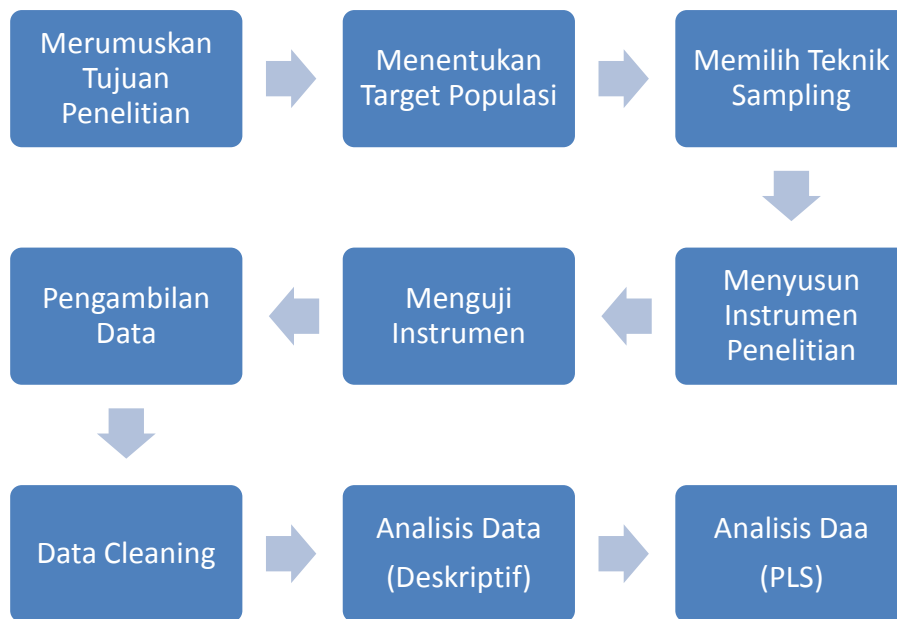 Merumuskan
Tujuan
Penelitian
Menentukan
Target Populasi
Memilih Teknik
Sampling
Menyusun
Instrumen
Penelitian
Menguji
Instrumen
Pengambilan
Data
Data Cleaning
Analisis Data
(Deskriptif)
Analisis Daa
(PLS)